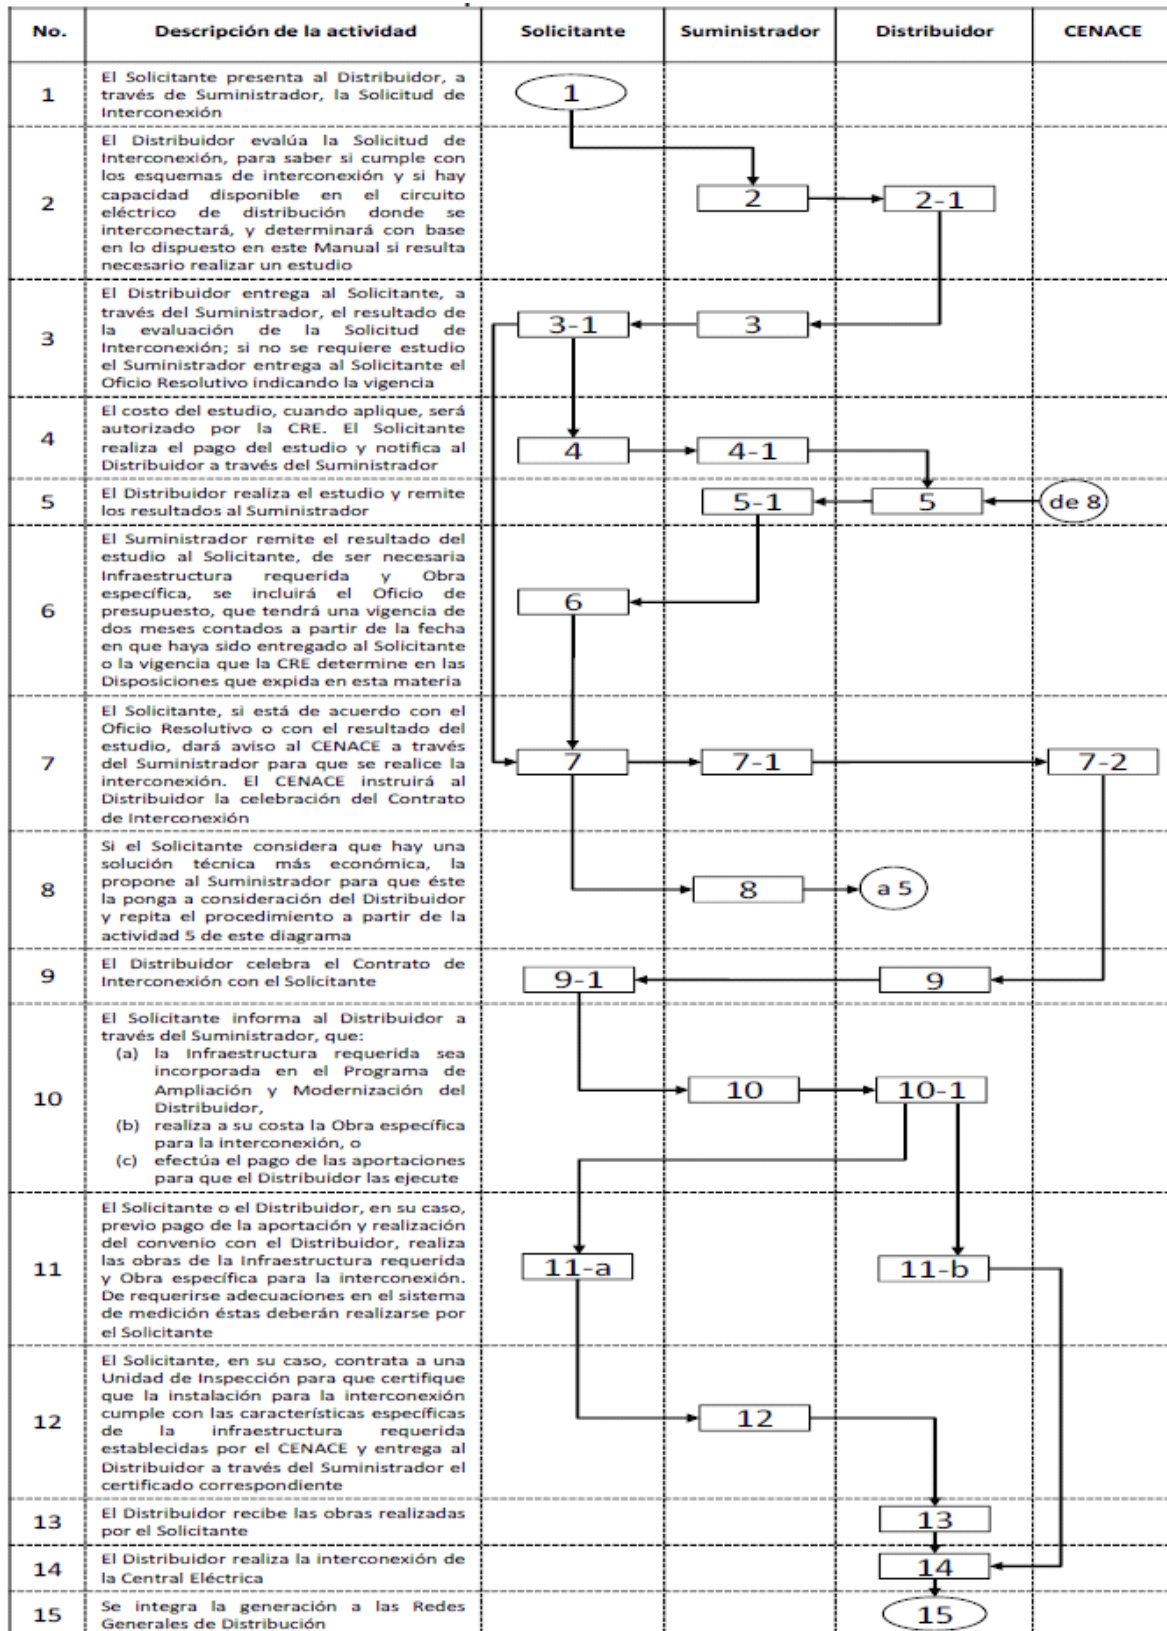 No. Descripción de la actividad Solicitante Suministrador Distribuidor CENACE
1
El Solicitante presenta al Distribuidor, a
través de Suministrador, la Solicitud de
Interconexión
1
2
El Distribuidor evalúa la Solicitud de
Interconexión, para saber si cumple con
los esquemas de interconexión y si hay
capacidad disponible en el circuito
eléctrico de distribución donde se
interconectará, y determinará con base
en lo dispuesto en este Manual si resulta
necesario realizar un estudio
2 2-1
3
El Distribuidor entrega al Solicitante, a
través del Suministrador, el resultado de
la evaluación de la Solicitud de
Interconexión; si no se requiere estudio
el Suministrador entrega al Solicitante el
Oficio Resolutivo indicando la vigencia
3-1 3
4
El costo del estudio, cuando aplique, será
autorizado por la CRE. El Solicitante
realiza el pago del estudio y notifica al
Distribuidor a través del Suministrador
4 4-1
5
El Distribuidor realiza el estudio y remite
los resultados al Suministrador
5-1 5 de 8
6
El Suministrador remite el resultado del
estudio al Solicitante, de ser necesaria
Infraestructura requerida y Obra
específica, se incluirá el Oficio de
presupuesto, que tendrá una vigencia de
dos meses contados a partir de la fecha
en que haya sido entregado al Solicitante
o la vigencia que la CRE determine en las
Disposiciones que expida en esta materia
6
7
El Solicitante, si está de acuerdo con el
Oficio Resolutivo o con el resultado del
estudio, dará aviso al CENACE a través
del Suministrador para que se realice la
interconexión. El CENACE instruirá al
Distribuidor la celebración del Contrato
de Interconexión
7 7-1 7-2
8
Si el Solicitante considera que hay una
solución técnica más económica, la
propone al Suministrador para que éste
la ponga a consideración del Distribuidor
y repita el procedimiento a partir de la
actividad 5 de este diagrama
8 a 5
9
El Distribuidor celebra el Contrato de
Interconexión con el Solicitante
9-1 9
10
El Solicitante informa al Distribuidor a
través del Suministrador, que:
(a) la Infraestructura requerida sea
incorporada en el Programa de
Ampliación y Modernización del
Distribuidor,
(b) realiza a su costa la Obra específica
para la interconexión, o
(c) efectúa el pago de las aportaciones
para que el Distribuidor las ejecute
10 10-1
11
El Solicitante o el Distribuidor, en su caso,
previo pago de la aportación y realización
del convenio con el Distribuidor, realiza
las obras de la Infraestructura requerida
y Obra específica para la interconexión.
De requerirse adecuaciones en el sistema
de medición éstas deberán realizarse por
el Solicitante
11-a 11-b
12
El Solicitante, en su caso, contrata a una
Unidad de Inspección para que certifique
que la instalación para la interconexión
cumple con las características específicas
de la infraestructura requerida
establecidas por el CENACE y entrega al
Distribuidor a través del Suministrador el
certificado correspondiente
12
13
El Distribuidor recibe las obras realizadas
por el Solicitante
13
14
El Distribuidor realiza la interconexión de
la Central Eléctrica
14
15
Se integra la generación a las Redes
Generales de Distribución
15